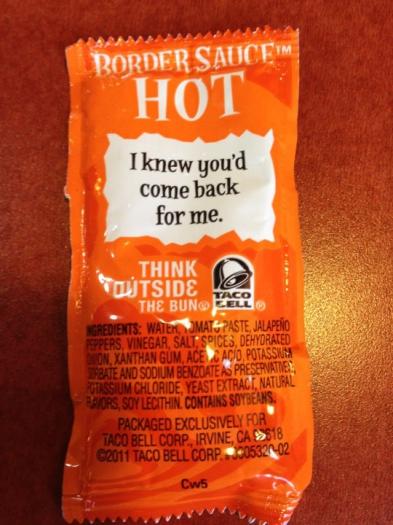 BORDER SAUCE™
HOT
I knew you'd
come back
for me.
THINK
OUTSIDE
THE BUN®
TACO
BELL®
INGREDIENTS: WATER, TOMATO PASTE, JALAPEÑO
PEPPERS, VINEGAR, SALT, SPICES, DEHYDRATED
ONION, XANTHAN GUM, ACETIC ACID, POTASSIUM
SORBATE AND SODIUM BENZOATE AS PRESERVATIVES,
POTASSIUM CHLORIDE, YEAST EXTRACT, NATURAL
FLAVORS, SOY LECITHIN. CONTAINS SOYBEANS.
PACKAGED EXCLUSIVELY FOR
TACO BELL CORP., IRVINE, CA 92618
©2011 TACO BELL CORP. #0005320-02
Cw5